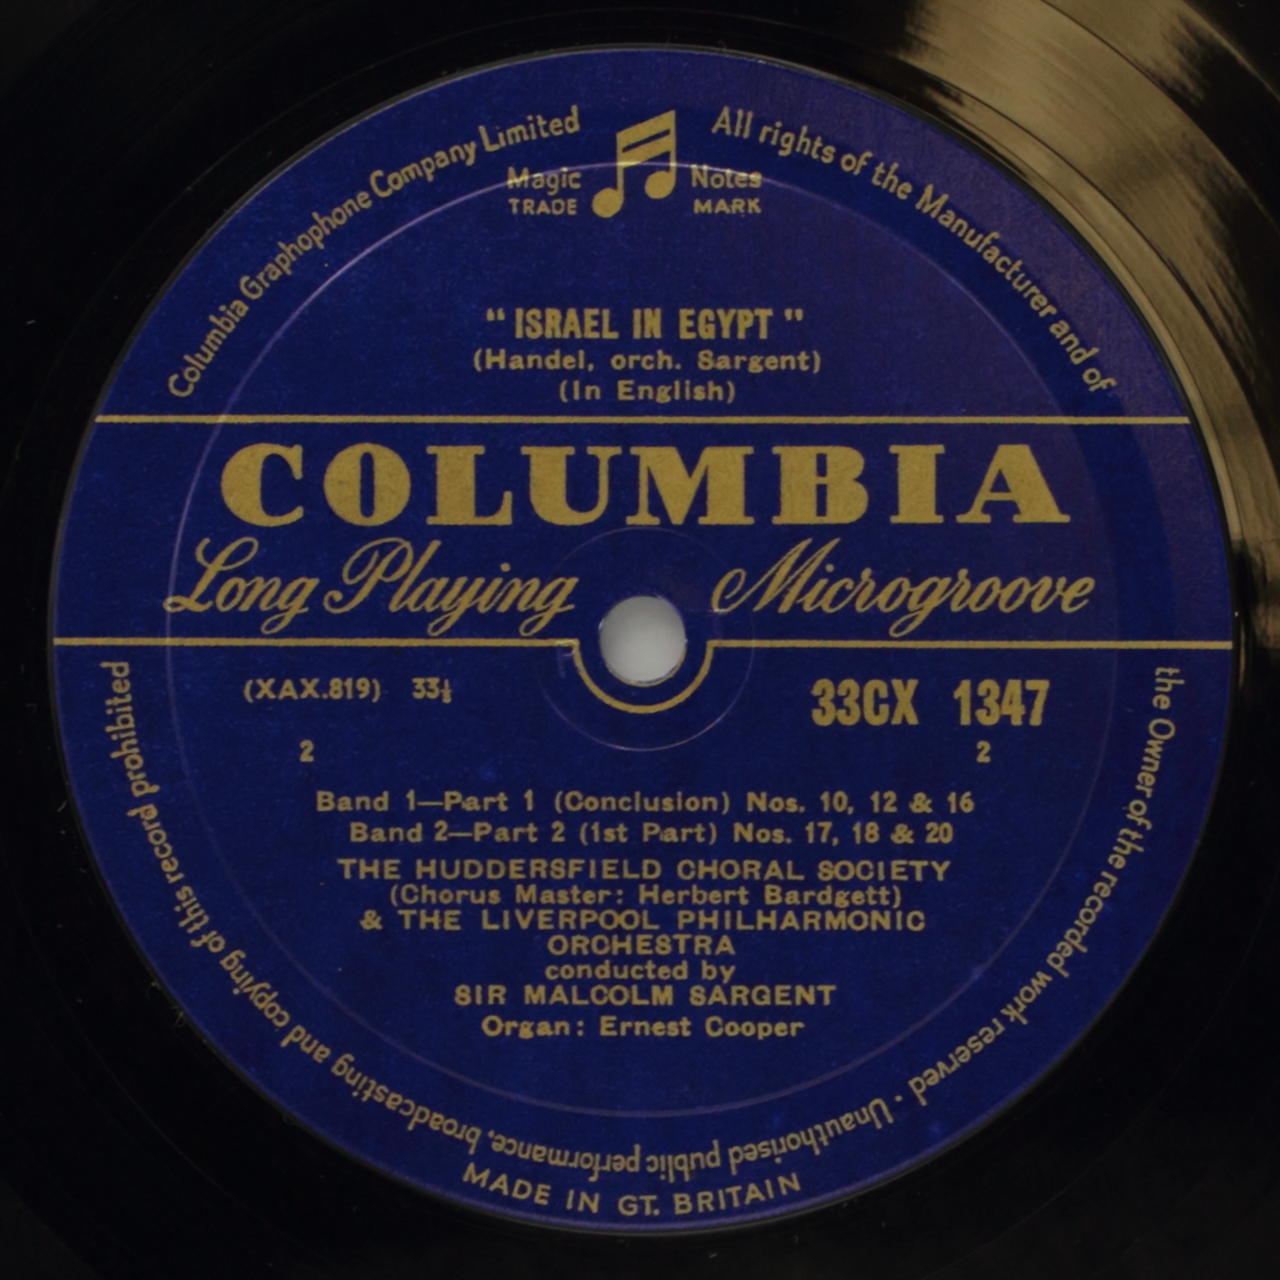 Columbia Graphophone Company Limited
All rights of the Manufacturer and of
the Owner of the recorded work reserved · Unauthorised public performance, broadcasting and copying of this record prohibited
Magic Notes
TRADE MARK
“ ISRAEL IN EGYPT ”
(Handel, orch. Sargent)
(In English)
COLUMBIA
Long Playing Microgroove
(XAX.819) 33⅓ 33CX 1347
2 2
Band 1—Part 1 (Conclusion) Nos. 10, 12 & 16
Band 2—Part 2 (1st Part) Nos. 17, 18 & 20
THE HUDDERSFIELD CHORAL SOCIETY
(Chorus Master: Herbert Bardgett)
& THE LIVERPOOL PHILHARMONIC
ORCHESTRA
conducted by
SIR MALCOLM SARGENT
Organ: Ernest Cooper
MADE IN GT. BRITAIN